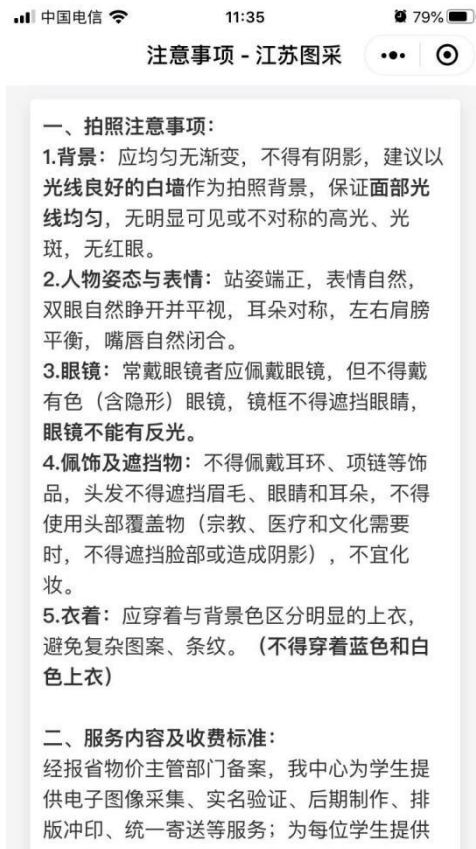 中国电信 11:35 79%
注意事项 - 江苏图采
一、拍照注意事项：
1.背景：应均匀无渐变，不得有阴影，建议以
光线良好的白墙作为拍照背景，保证面部光
线均匀，无明显可见或不对称的高光、光
斑，无红眼。
2.人物姿态与表情：站姿端正，表情自然，
双眼自然睁开并平视，耳朵对称，左右肩膀
平衡，嘴唇自然闭合。
3.眼镜：常戴眼镜者应佩戴眼镜，但不得戴
有色（含隐形）眼镜，镜框不得遮挡眼睛，
眼镜不能有反光。
4.佩饰及遮挡物：不得佩戴耳环、项链等饰
品，头发不得遮挡眉毛、眼睛和耳朵，不得
使用头部覆盖物（宗教、医疗和文化需要
时，不得遮挡脸部或造成阴影），不宜化
妆。
5.衣着：应穿着与背景色区分明显的上衣，
避免复杂图案、条纹。（不得穿着蓝色和白
色上衣）
二、服务内容及收费标准：
经报省物价主管部门备案，我中心为学生提
供电子图像采集、实名验证、后期制作、排
版冲印、统一寄送等服务；为每位学生提供